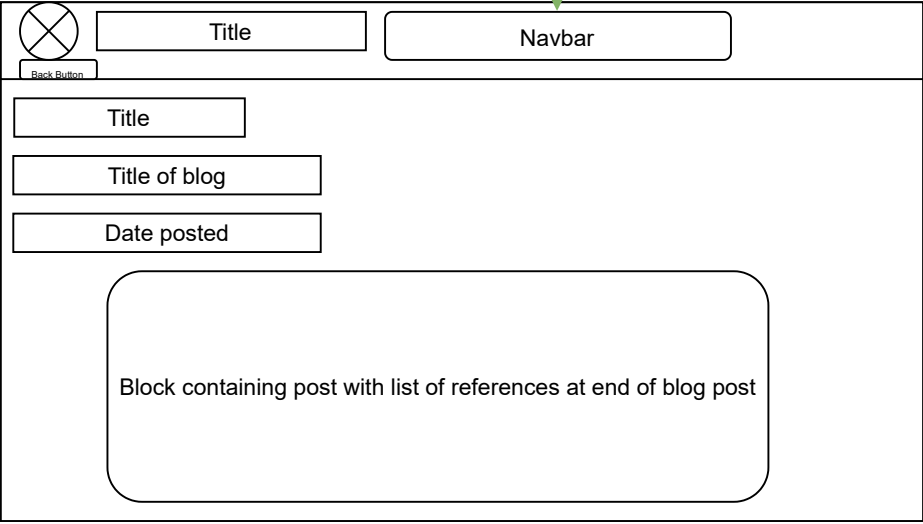 Title
Navbar
Back Button
Title
Title of blog
Date posted
Block containing post with list of references at end of blog post